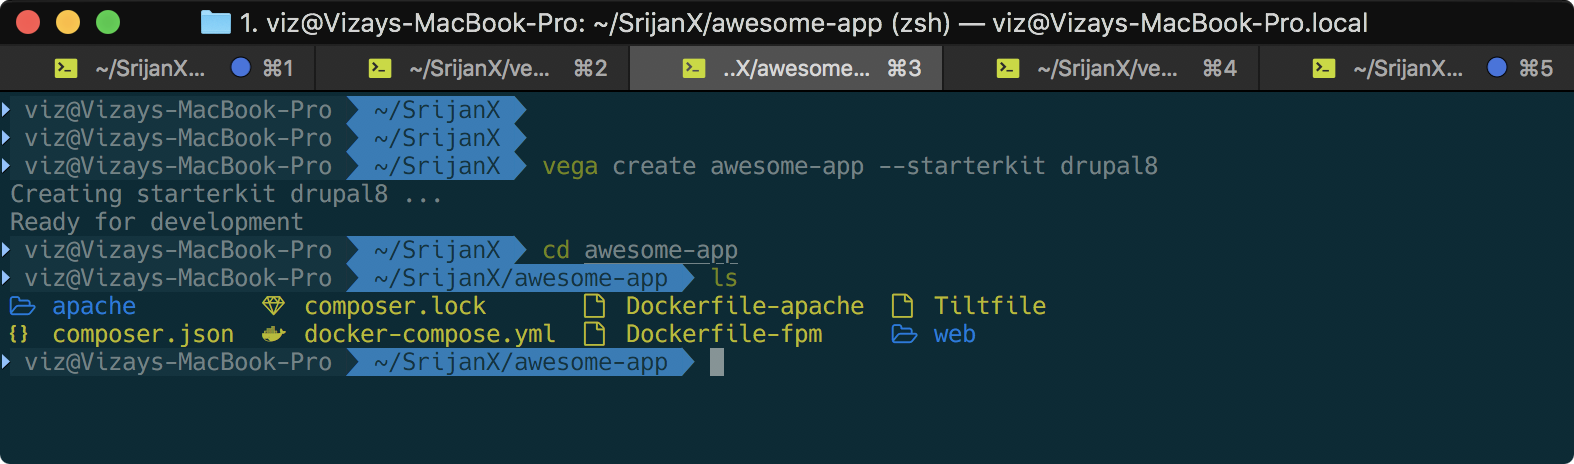 1. viz@Vizays-MacBook-Pro: ~/SrijanX/awesome-app (zsh) — viz@Vizays-MacBook-Pro.local
~/SrijanX... ⌘1 ~/SrijanX/ve... ⌘2 ..X/awesome... ⌘3 ~/SrijanX/ve... ⌘4 ~/SrijanX... ⌘5
viz@Vizays-MacBook-Pro ~/SrijanX
viz@Vizays-MacBook-Pro ~/SrijanX
viz@Vizays-MacBook-Pro ~/SrijanX vega create awesome-app --starterkit drupal8
Creating starterkit drupal8 ...
Ready for development
viz@Vizays-MacBook-Pro ~/SrijanX cd awesome-app
viz@Vizays-MacBook-Pro ~/SrijanX/awesome-app ls
apache composer.lock Dockerfile-apache Tiltfile
{} composer.json docker-compose.yml Dockerfile-fpm web
viz@Vizays-MacBook-Pro ~/SrijanX/awesome-app